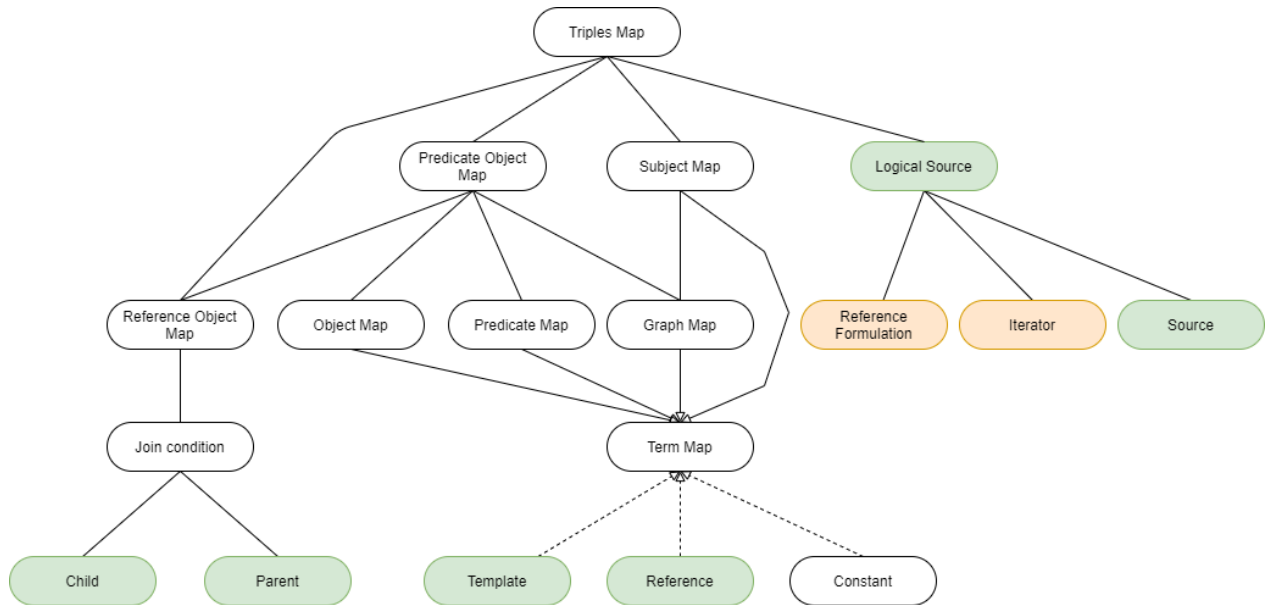 Triples Map
Predicate Object
Map
Subject Map
Logical Source
Reference Object
Map
Object Map
Predicate Map
Graph Map
Reference
Formulation
Iterator
Source
Join condition
Term Map
Child
Parent
Template
Reference
Constant